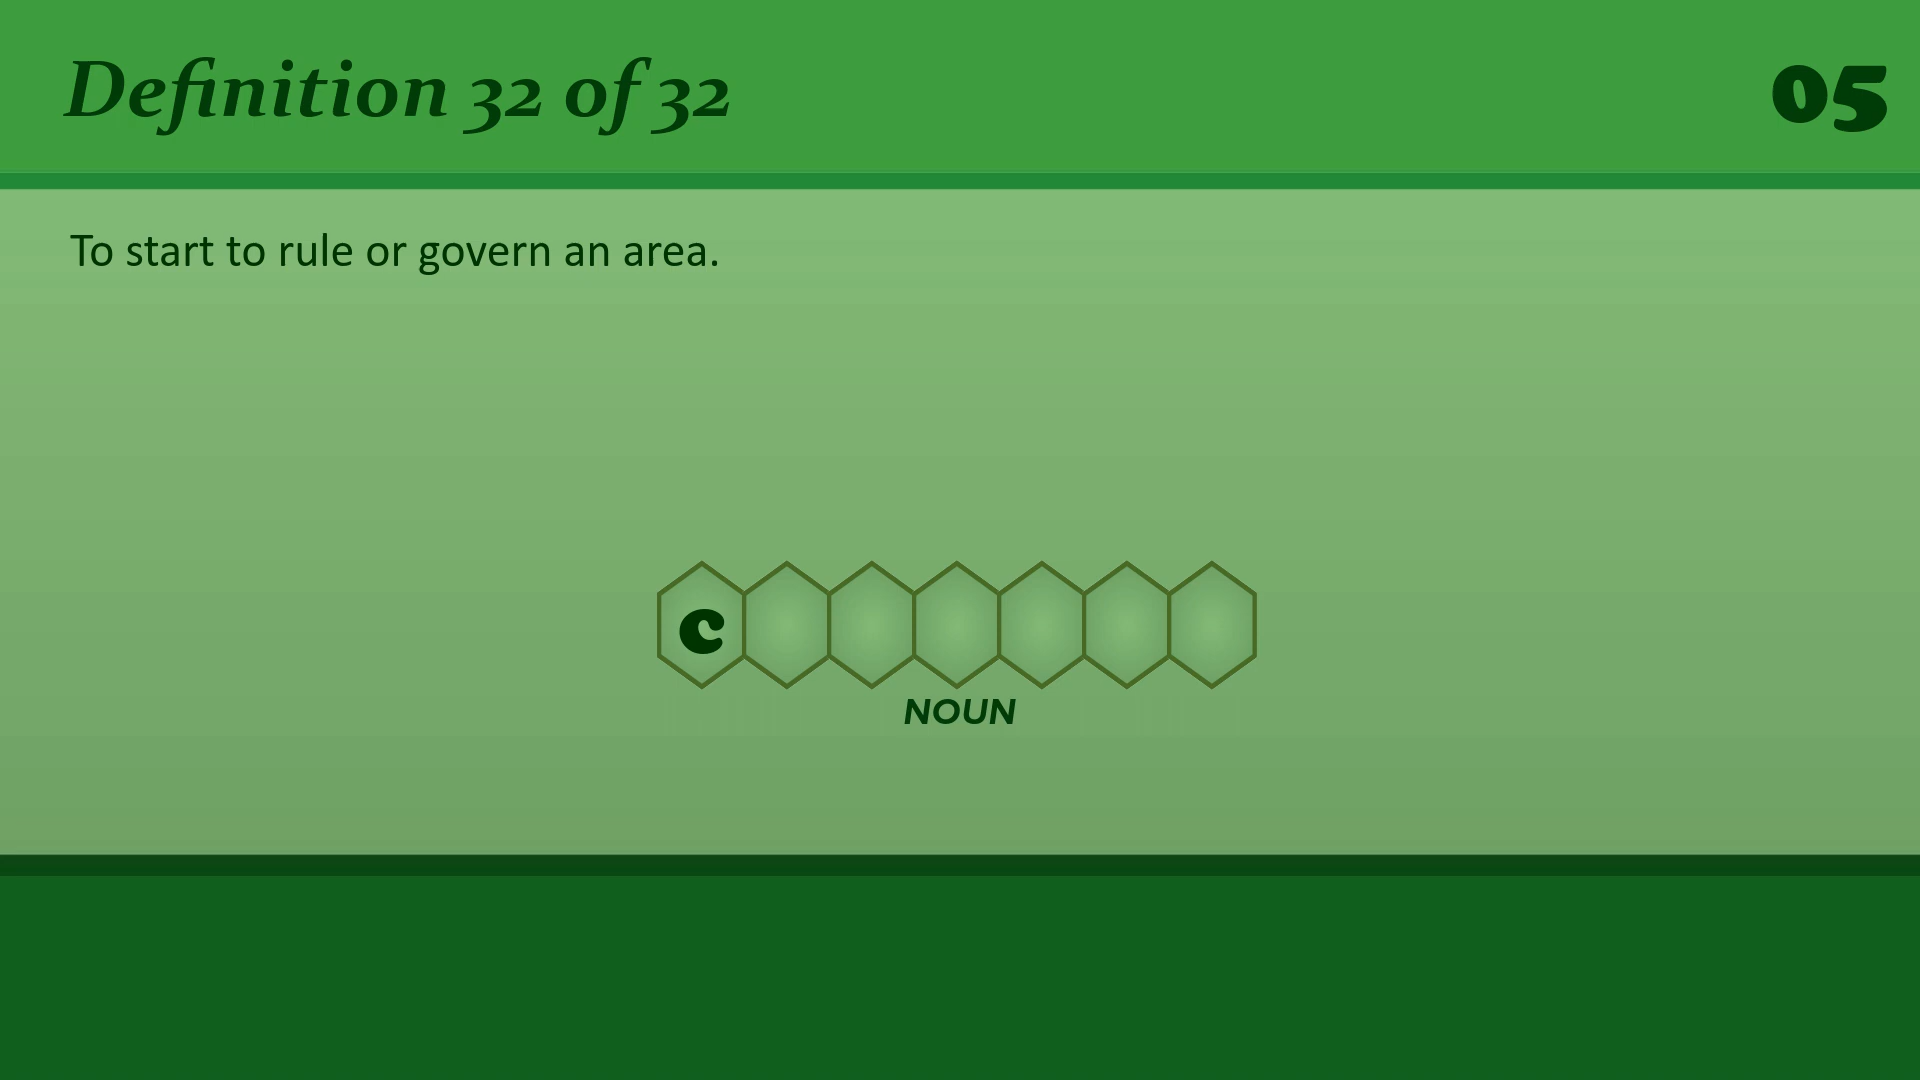 Definition 32 of 32
05
To start to rule or govern an area.
C
NOUN